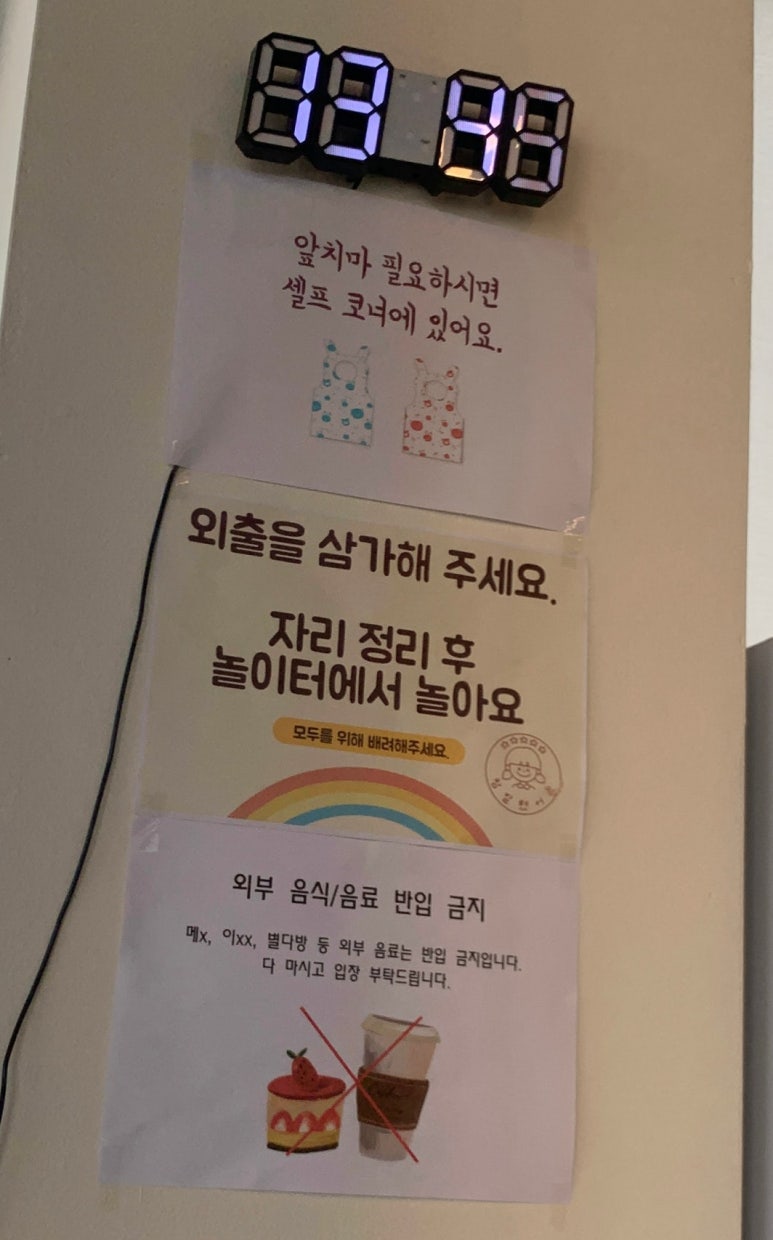 13 45
앞치마 필요하시면
셀프 코너에 있어요.
외출을 삼가해 주세요.
자리 정리 후
놀이터에서 놀아요
모두를 위해 배려해주세요.
외부 음식/음료 반입 금지
메x, 이xx, 별다방 등 외부 음료는 반입 금지입니다.
다 마시고 입장 부탁드립니다.